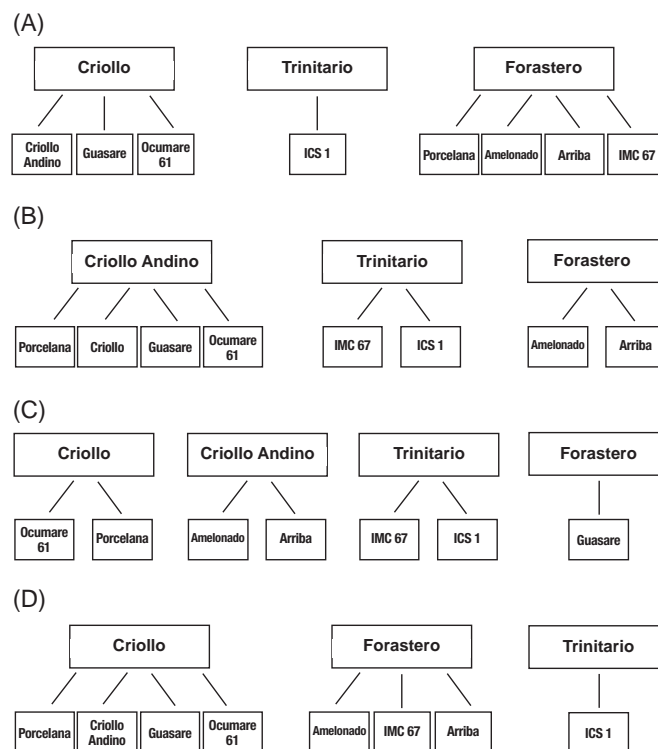 (A)
Criollo Trinitario Forastero
Criollo Andino Guasare Ocumare 61 ICS 1 Porcelana Amelonado Arriba IMC 67
(B)
Criollo Andino Trinitario Forastero
Porcelana Criollo Guasare Ocumare 61 IMC 67 ICS 1 Amelonado Arriba
(C)
Criollo Criollo Andino Trinitario Forastero
Ocumare 61 Porcelana Amelonado Arriba IMC 67 ICS 1 Guasare
(D)
Criollo Forastero Trinitario
Porcelana Criollo Andino Guasare Ocumare 61 Amelonado IMC 67 Arriba ICS 1